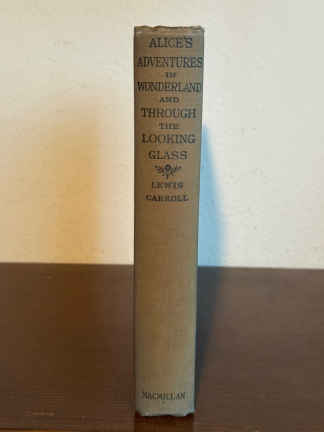 ALICE'S
ADVENTURES
IN
WONDERLAND
AND
THROUGH
THE
LOOKING
GLASS
LEWIS
CARROLL
MACMILLAN